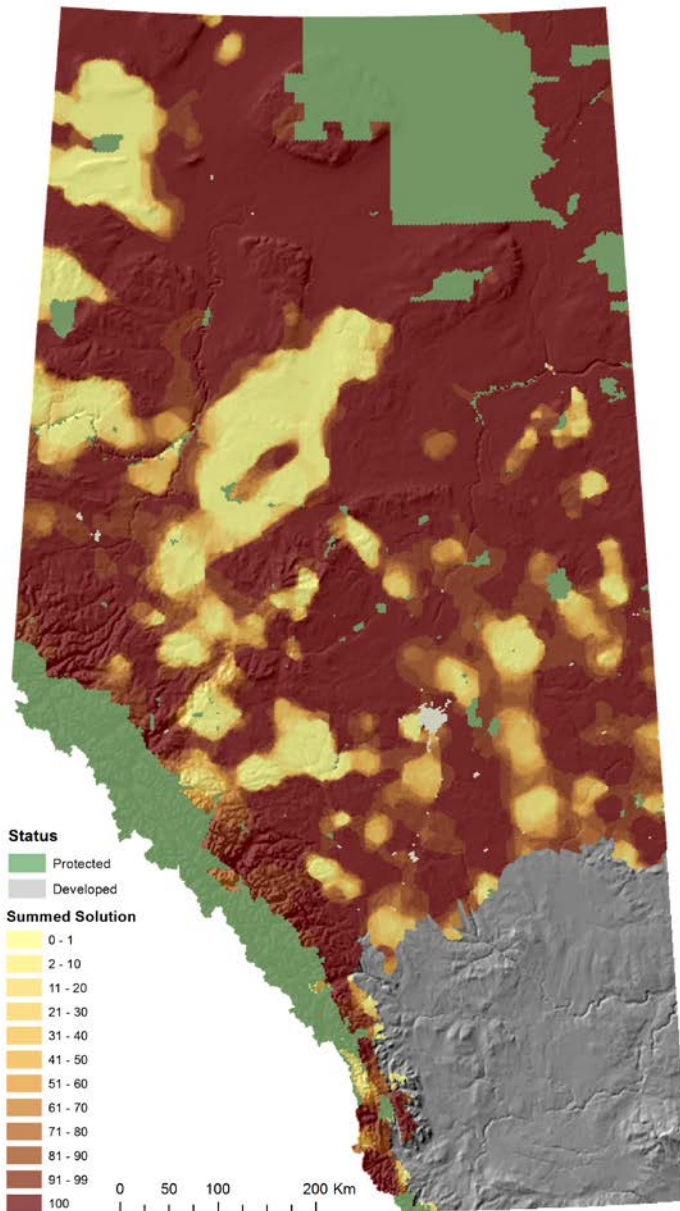 Status
Protected
Developed
Summed Solution
0 - 1
2 - 10
11 - 20
21 - 30
31 - 40
41 - 50
51 - 60
61 - 70
71 - 80
81 - 90
91 - 99
100
0 50 100 200 Km